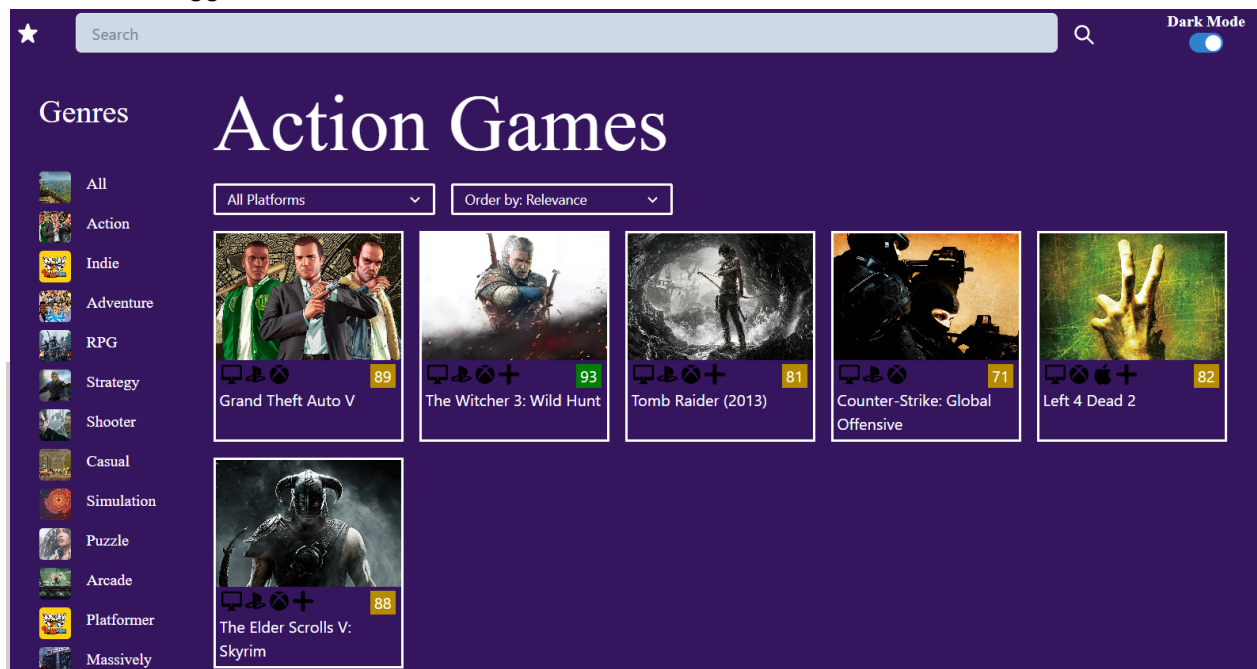 Search
Dark Mode
Genres
Action Games
All
All Platforms
Order by: Relevance
Action
Indie
Adventure
RPG
Strategy
Shooter
Casual
Simulation
Puzzle
Arcade
Platformer
Massively
89
Grand Theft Auto V
93
The Witcher 3: Wild Hunt
81
Tomb Raider (2013)
71
Counter-Strike: Global
Offensive
82
Left 4 Dead 2
88
The Elder Scrolls V:
Skyrim